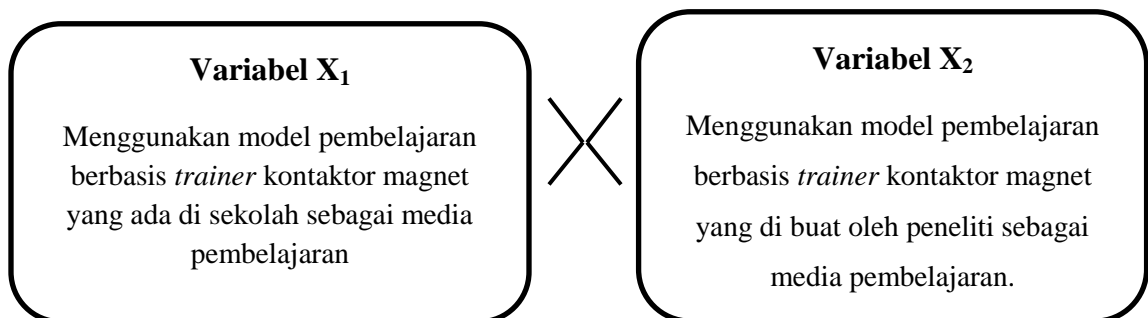 Variabel X₁
Menggunakan model pembelajaran
berbasis trainer kontaktor magnet
yang ada di sekolah sebagai media
pembelajaran
Variabel X₂
Menggunakan model pembelajaran
berbasis trainer kontaktor magnet
yang di buat oleh peneliti sebagai
media pembelajaran.